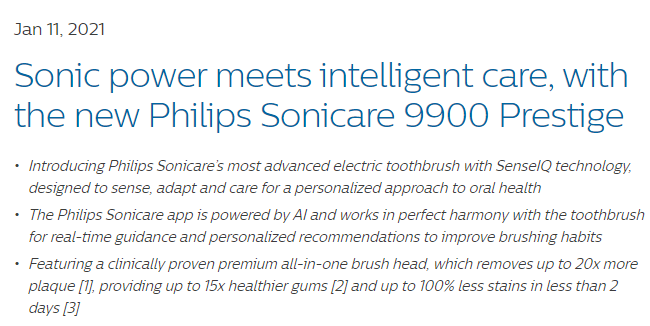 Jan 11, 2021
Sonic power meets intelligent care, with
the new Philips Sonicare 9900 Prestige
• Introducing Philips Sonicare's most advanced electric toothbrush with SenseIQ technology,
designed to sense, adapt and care for a personalized approach to oral health
• The Philips Sonicare app is powered by AI and works in perfect harmony with the toothbrush
for real-time guidance and personalized recommendations to improve brushing habits
• Featuring a clinically proven premium all-in-one brush head, which removes up to 20x more
plaque [1], providing up to 15x healthier gums [2] and up to 100% less stains in less than 2
days [3]